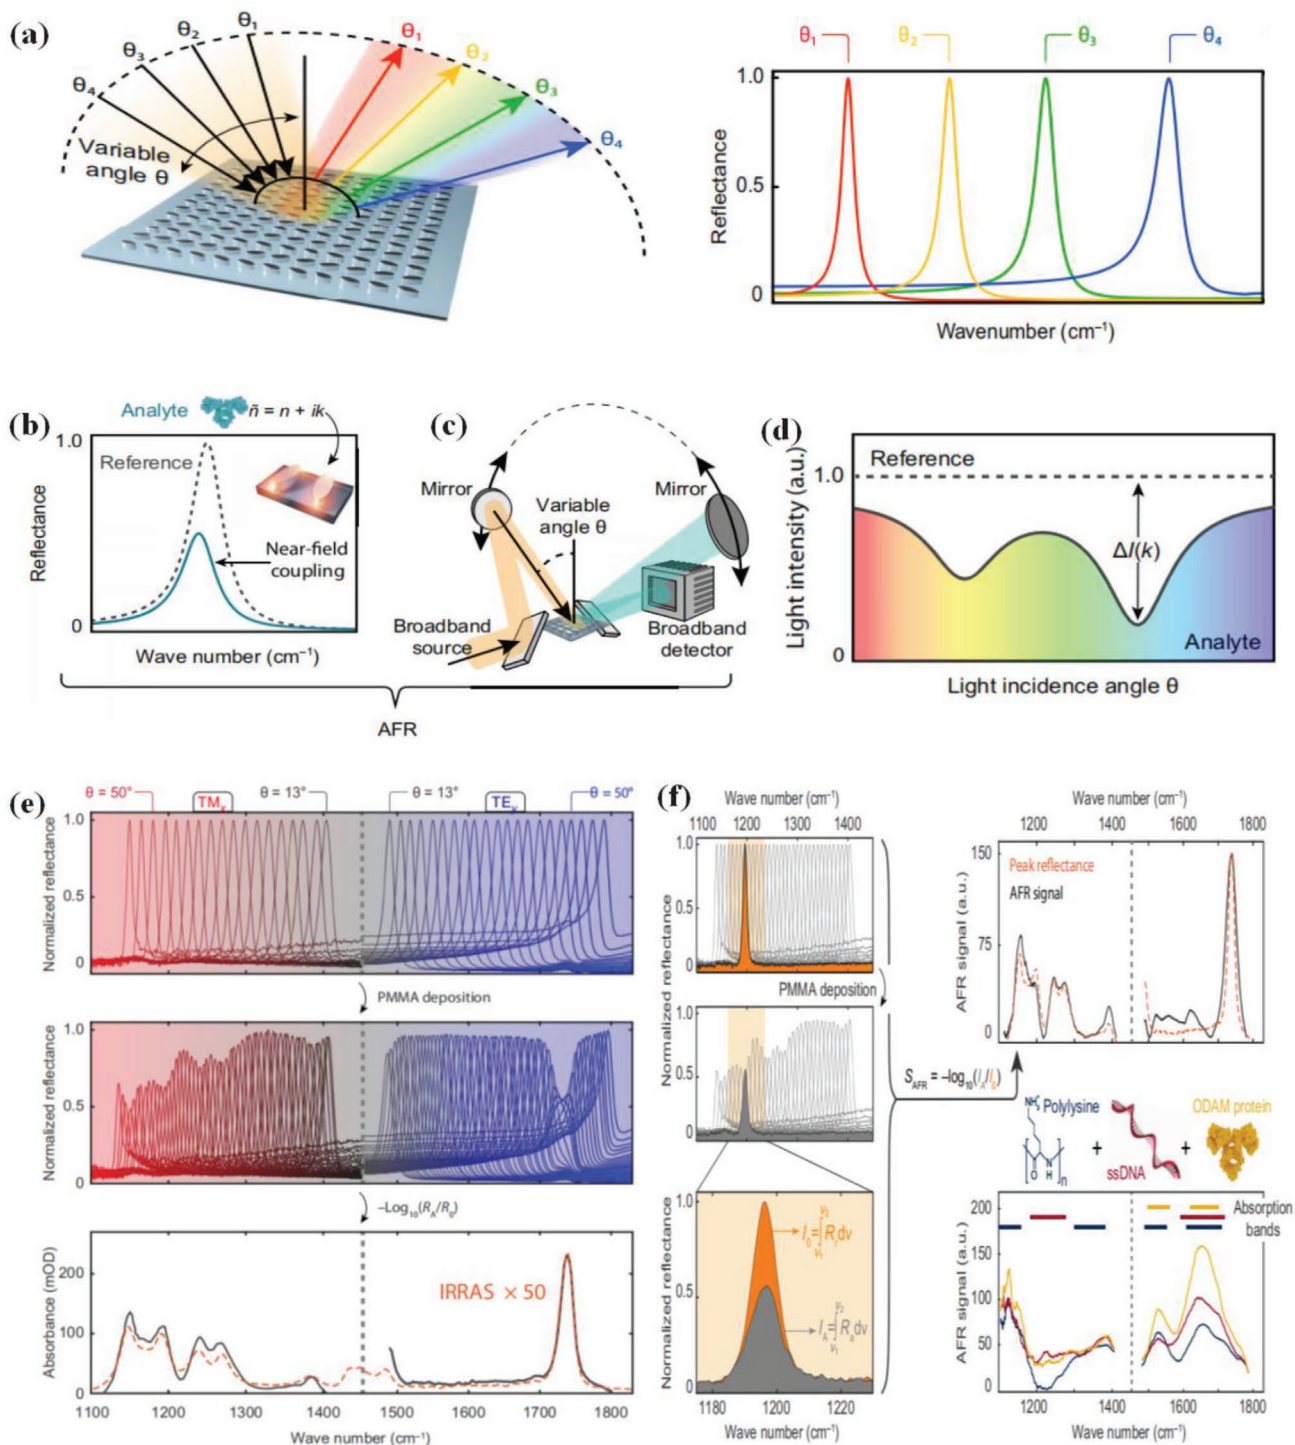 (a)
θ₁
θ₂
θ₃
θ₄
Variable
angle θ
θ₁
θ₂
θ₃
θ₄
θ₁ θ₂ θ₃ θ₄
Reflectance
1.0
0.5
0
Wavenumber (cm⁻¹)
(b)
Analyte
ñ = n + ik
Reference
Near-field
coupling
Reflectance
1.0
0
Wave number (cm⁻¹)
(c)
Mirror
Variable
angle θ
Mirror
Broadband
source
Broadband
detector
AFR
(d)
Light intensity (a.u.)
1.0
0
Reference
ΔI(k)
Analyte
Light incidence angle θ
(e)
θ = 50° TMᵧ θ = 13° θ = 13° TEᵧ θ = 50°
Normalized reflectance
1.0
0.5
0
PMMA deposition
Normalized reflectance
1.0
0.5
0
–Log₁₀(R_A/R₀)
Absorbance (mOD)
200
100
0
IRRAS × 50
1100 1200 1300 1400 1500 1600 1700 1800
Wave number (cm⁻¹)
(f)
Wave number (cm⁻¹)
1100 1200 1300 1400
Normalized reflectance
1.0
0.5
0
PMMA deposition
Normalized reflectance
1.0
0.5
0
Normalized reflectance
1.0
0.5
0
1180 1200 1220
Wave number (cm⁻¹)
S_AFR = –log₁₀(I_A/I₀)
Wave number (cm⁻¹)
1200 1400 1600 1800
AFR signal (a.u.)
150
75
0
Peak reflectance
AFR signal
NH₃⁺
Polylysine
O
N
H
n
+
ssDNA
+
ODAM protein
Absorption
bands
AFR signal (a.u.)
200
150
100
50
0
1200 1400 1600 1800
Wave number (cm⁻¹)